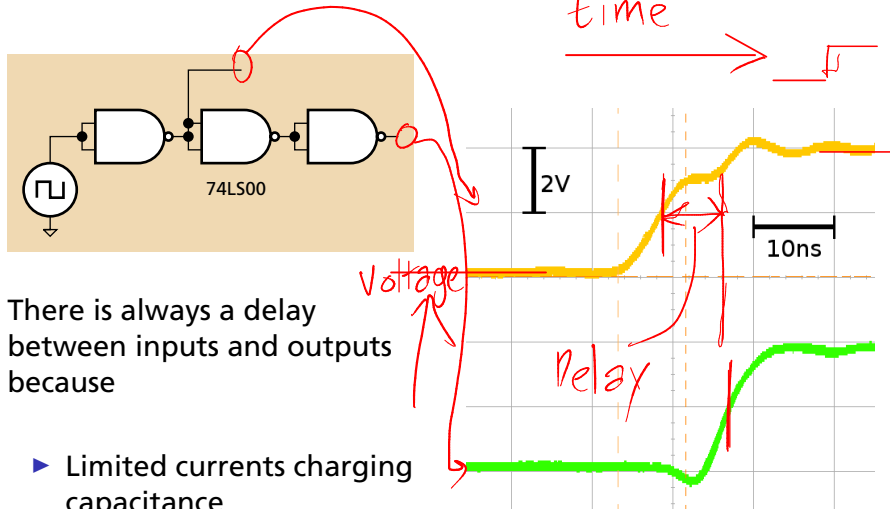 time
74LS00
2V
10ns
Voltage
There is always a delay
between inputs and outputs
because
Delay
Limited currents charging
capacitance